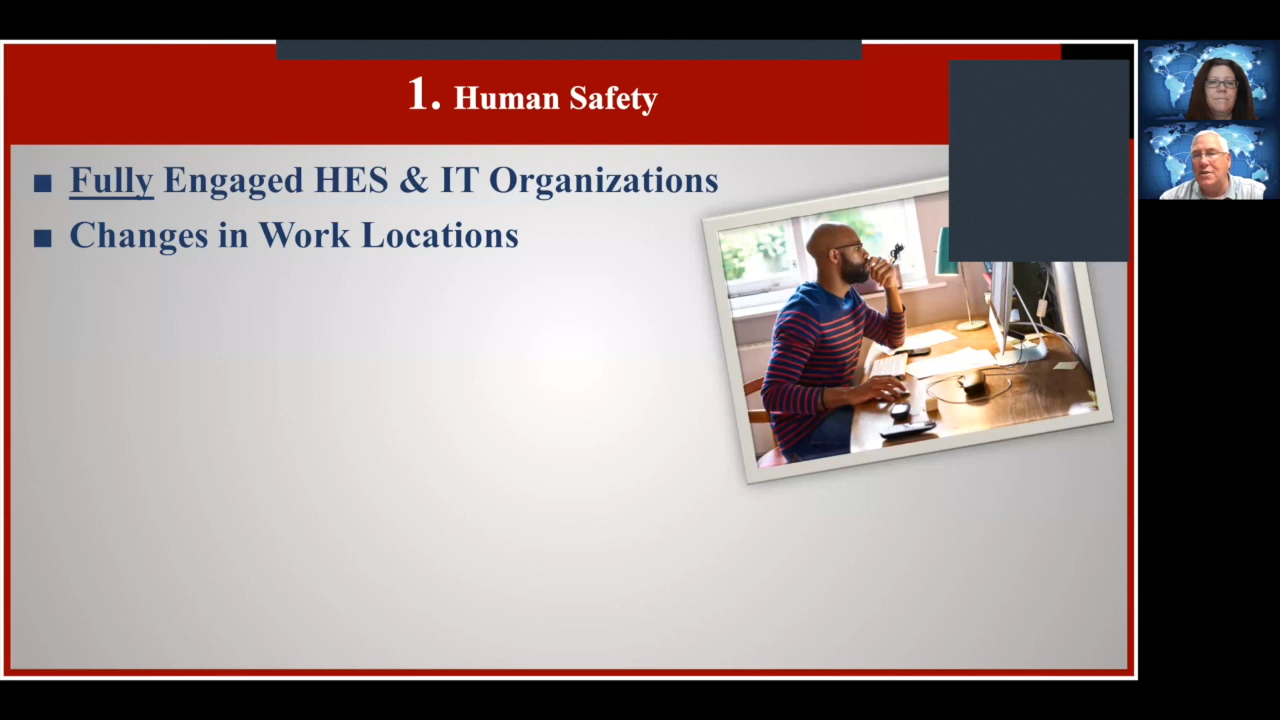 1. Human Safety
Fully Engaged HES & IT Organizations
Changes in Work Locations